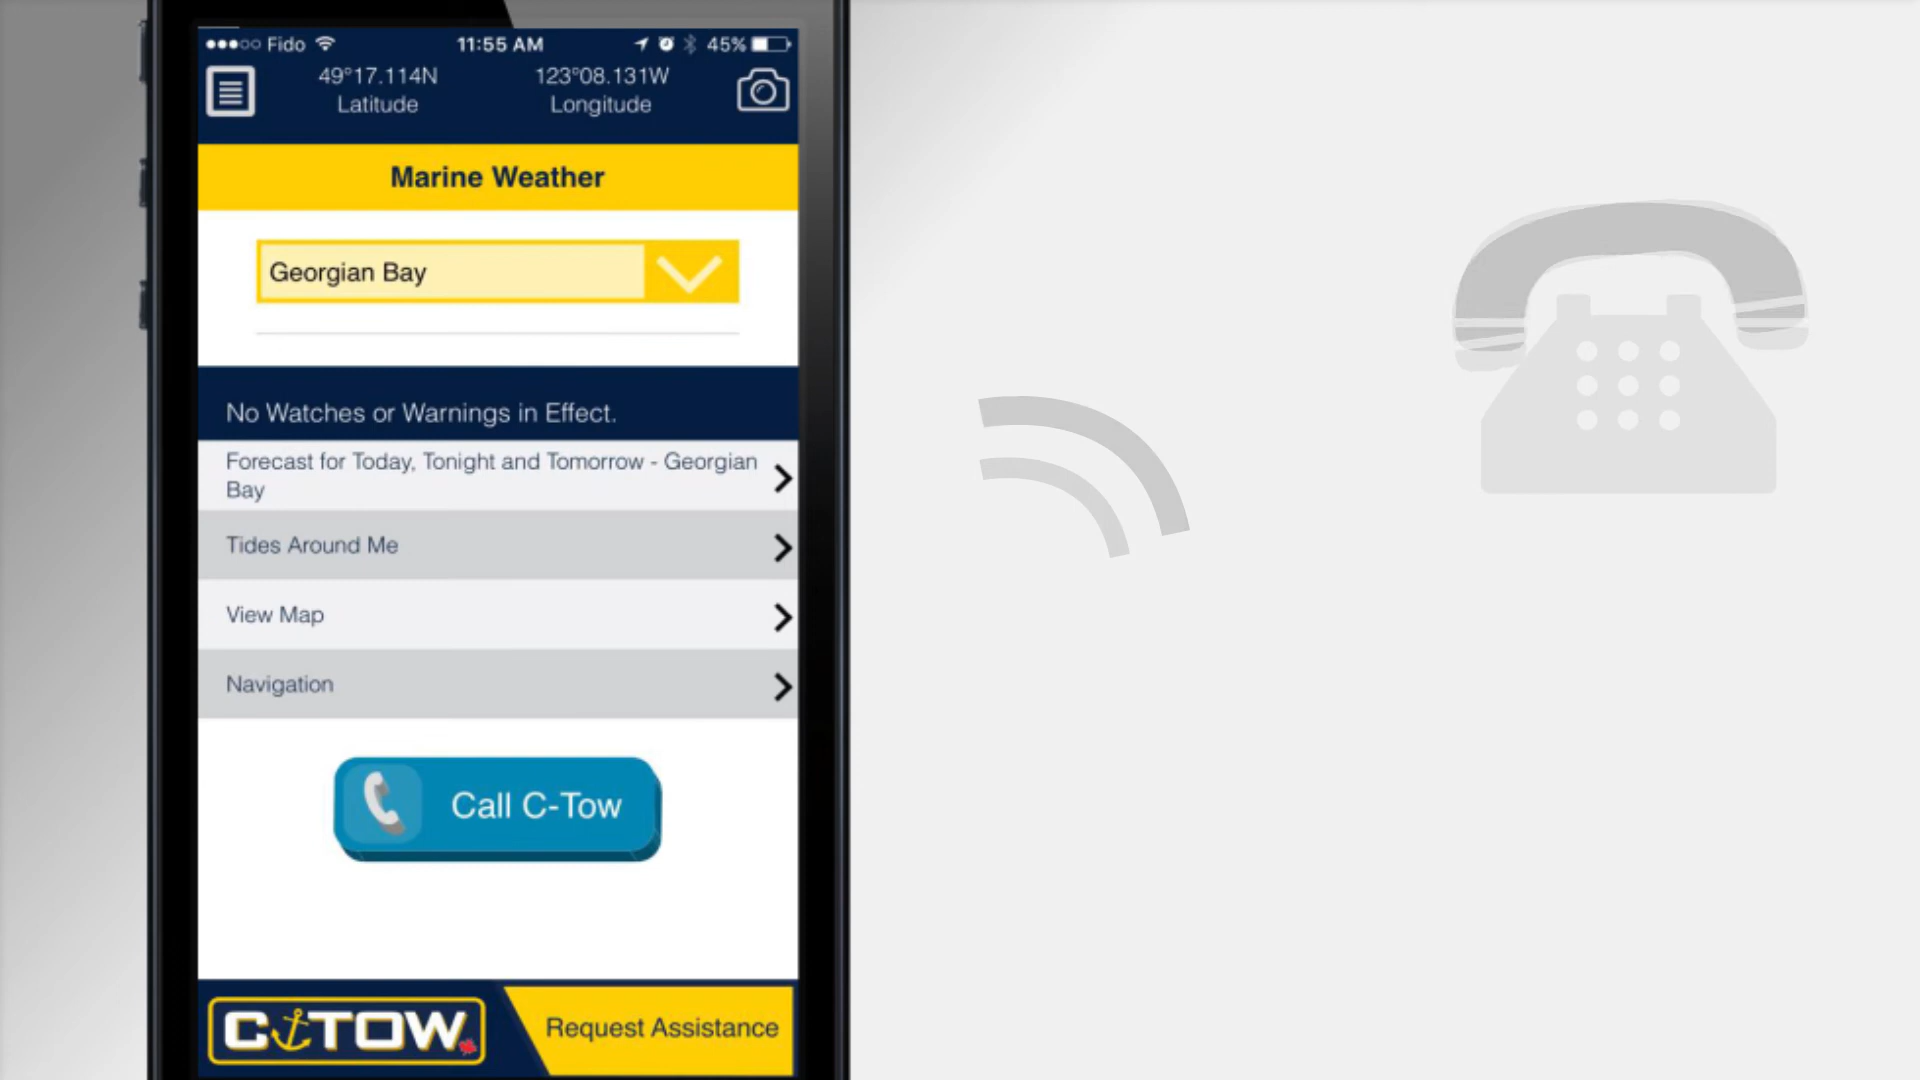 Fido 11:55 AM 45%
49°17.114N 123°08.131W
Latitude Longitude
Marine Weather
Georgian Bay
No Watches or Warnings in Effect.
Forecast for Today, Tonight and Tomorrow - Georgian
Bay
Tides Around Me
View Map
Navigation
Call C-Tow
C TOW
Request Assistance